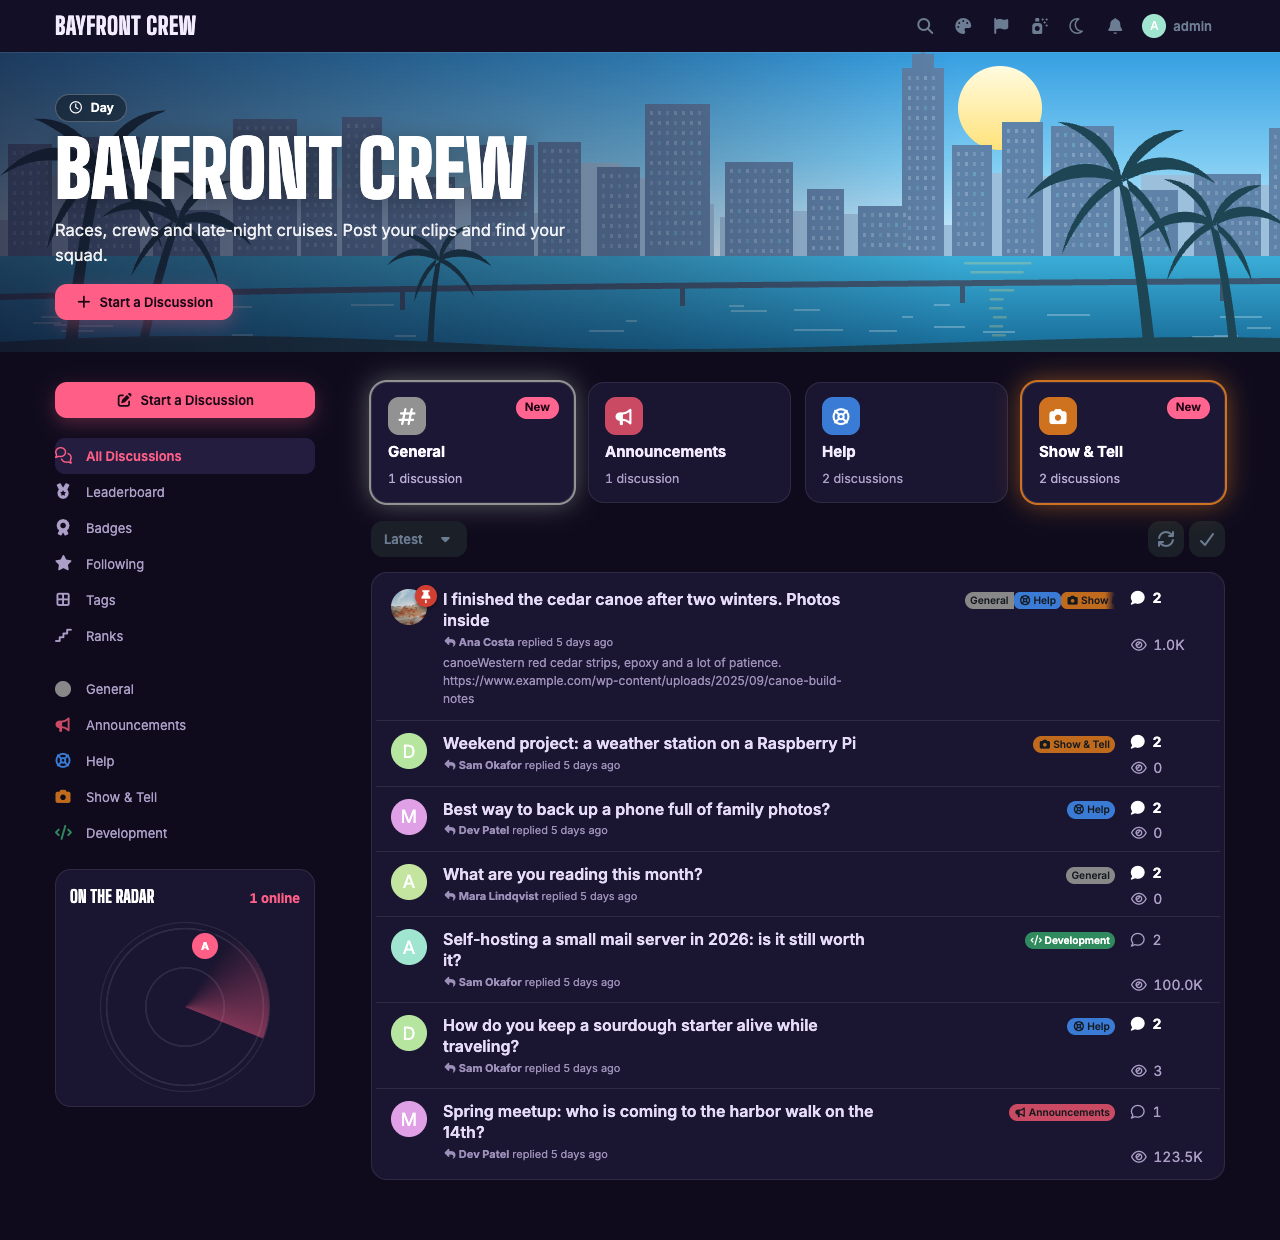 BAYFRONT CREW
A admin
Day
BAYFRONT CREW
Races, crews and late-night cruises. Post your clips and find your
squad.
Start a Discussion
Start a Discussion
All Discussions
Leaderboard
Badges
Following
Tags
Ranks
General
Announcements
Help
Show & Tell
Development
ON THE RADAR
1 online
A
New
General
1 discussion
Announcements
1 discussion
Help
2 discussions
New
Show & Tell
2 discussions
Latest
I finished the cedar canoe after two winters. Photos
inside
Ana Costa replied 5 days ago
canoeWestern red cedar strips, epoxy and a lot of patience.
https://www.example.com/wp-content/uploads/2025/09/canoe-build-
notes
General Help Show
2
1.0K
D
Weekend project: a weather station on a Raspberry Pi
Sam Okafor replied 5 days ago
Show & Tell
2
0
M
Best way to back up a phone full of family photos?
Dev Patel replied 5 days ago
Help
2
0
A
What are you reading this month?
Mara Lindqvist replied 5 days ago
General
2
0
A
Self-hosting a small mail server in 2026: is it still worth
it?
Sam Okafor replied 5 days ago
Development
2
100.0K
D
How do you keep a sourdough starter alive while
traveling?
Sam Okafor replied 5 days ago
Help
2
3
M
Spring meetup: who is coming to the harbor walk on the
14th?
Dev Patel replied 5 days ago
Announcements
1
123.5K